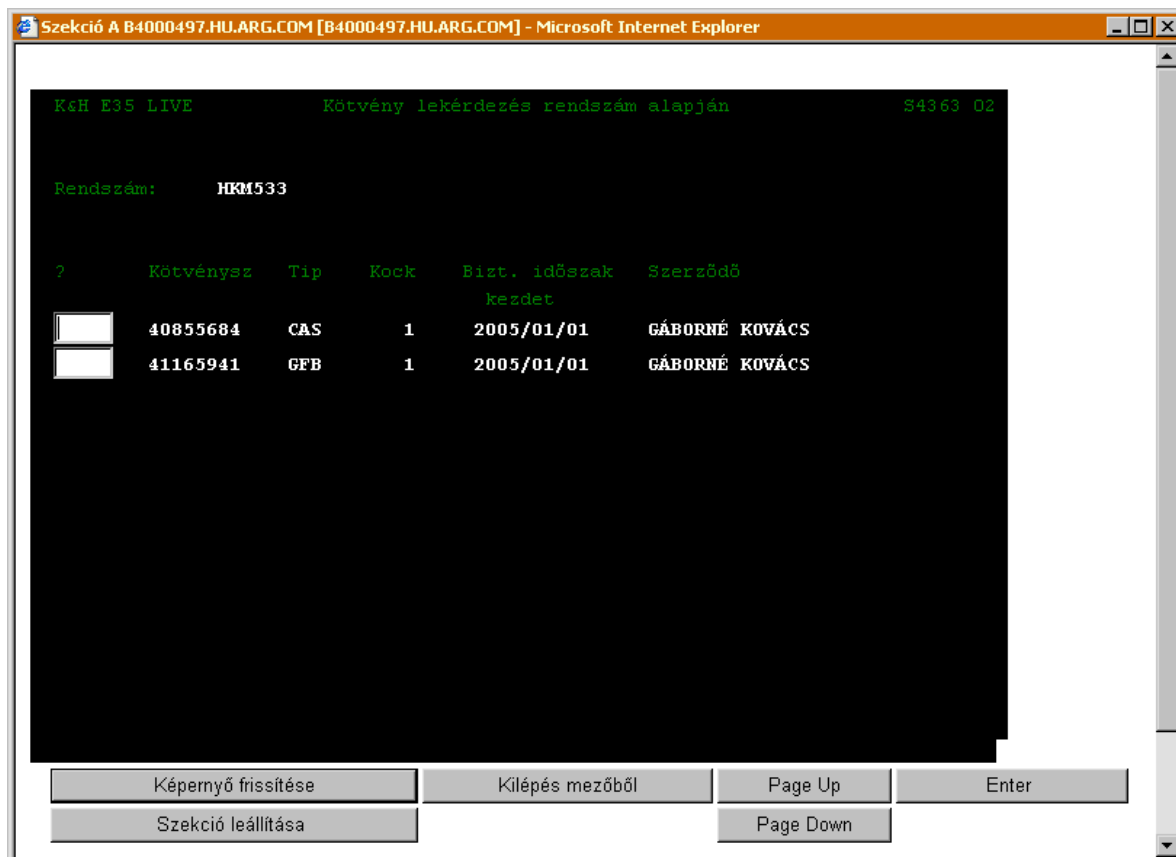 Szekció A B4000497.HU.ARG.COM [B4000497.HU.ARG.COM] - Microsoft Internet Explorer
K&H E35 LIVE Kötvény lekérdezés rendszám alapján S4363 02
Rendszám: HKM533
? Kötvénysz Tip Kock Bizt. időszak Szerződő
kezdet
40855684 CAS 1 2005/01/01 GÁBORNÉ KOVÁCS
41165941 GFB 1 2005/01/01 GÁBORNÉ KOVÁCS
Képernyő frissítése Kilépés mezőből Page Up Enter
Szekció leállítása Page Down